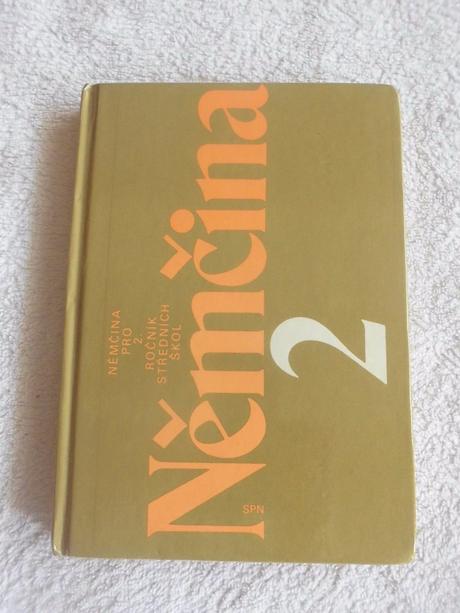 NĚMČINA
PRO
2.
ROČNÍK
STŘEDNÍCH
ŠKOL
Němčina
SPN
2